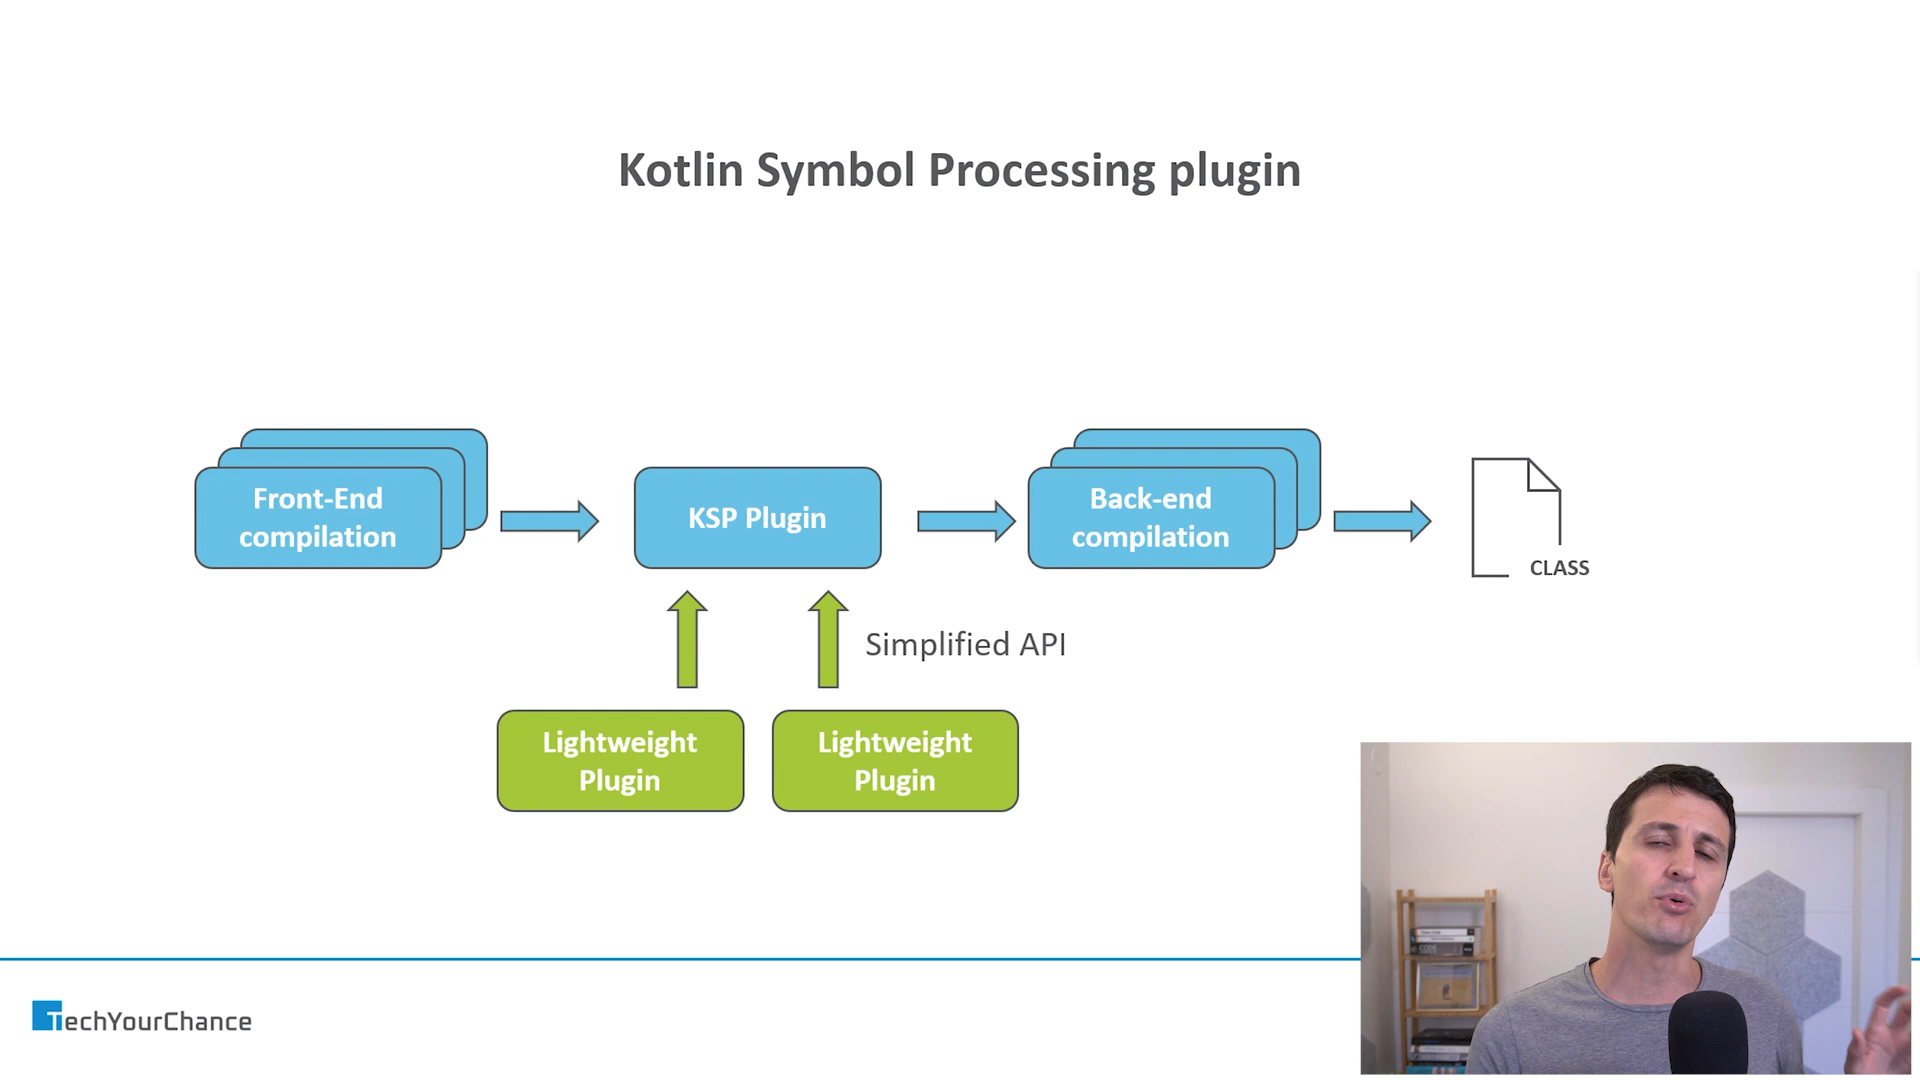 Kotlin Symbol Processing plugin
Front-End
compilation
KSP Plugin
Back-end
compilation
CLASS
Simplified API
Lightweight
Plugin
Lightweight
Plugin
TechYourChance